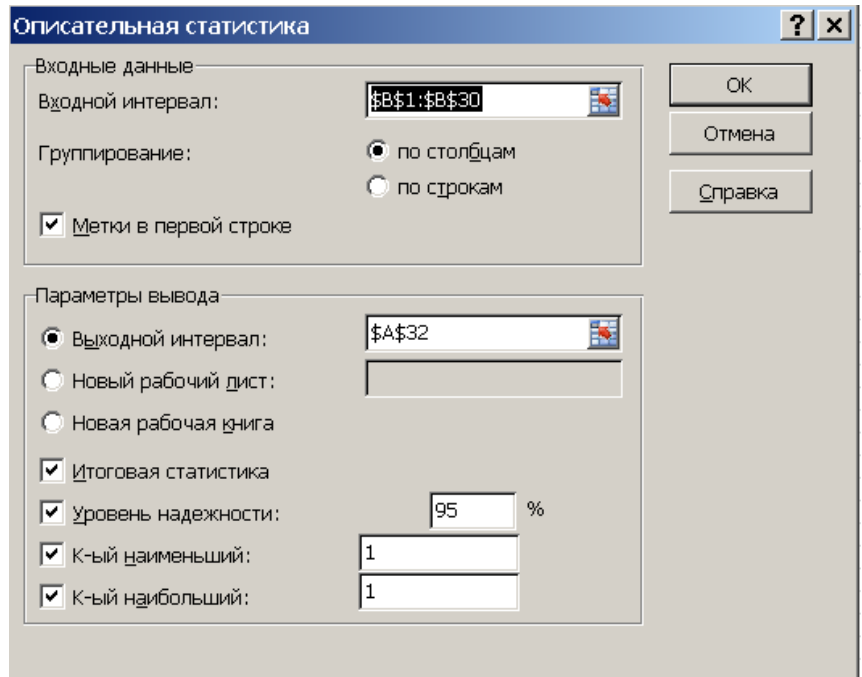 Описательная статистика
Входные данные
Входной интервал: $B$1:$B$30
Группирование: по столбцам
по строкам
Метки в первой строке
OK
Отмена
Справка
Параметры вывода
Выходной интервал: $A$32
Новый рабочий лист:
Новая рабочая книга
Итоговая статистика
Уровень надежности: 95 %
К-ый наименьший: 1
К-ый наибольший: 1